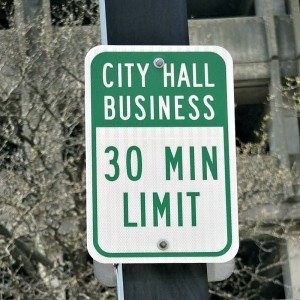 CITY HALL
BUSINESS
30 MIN
LIMIT